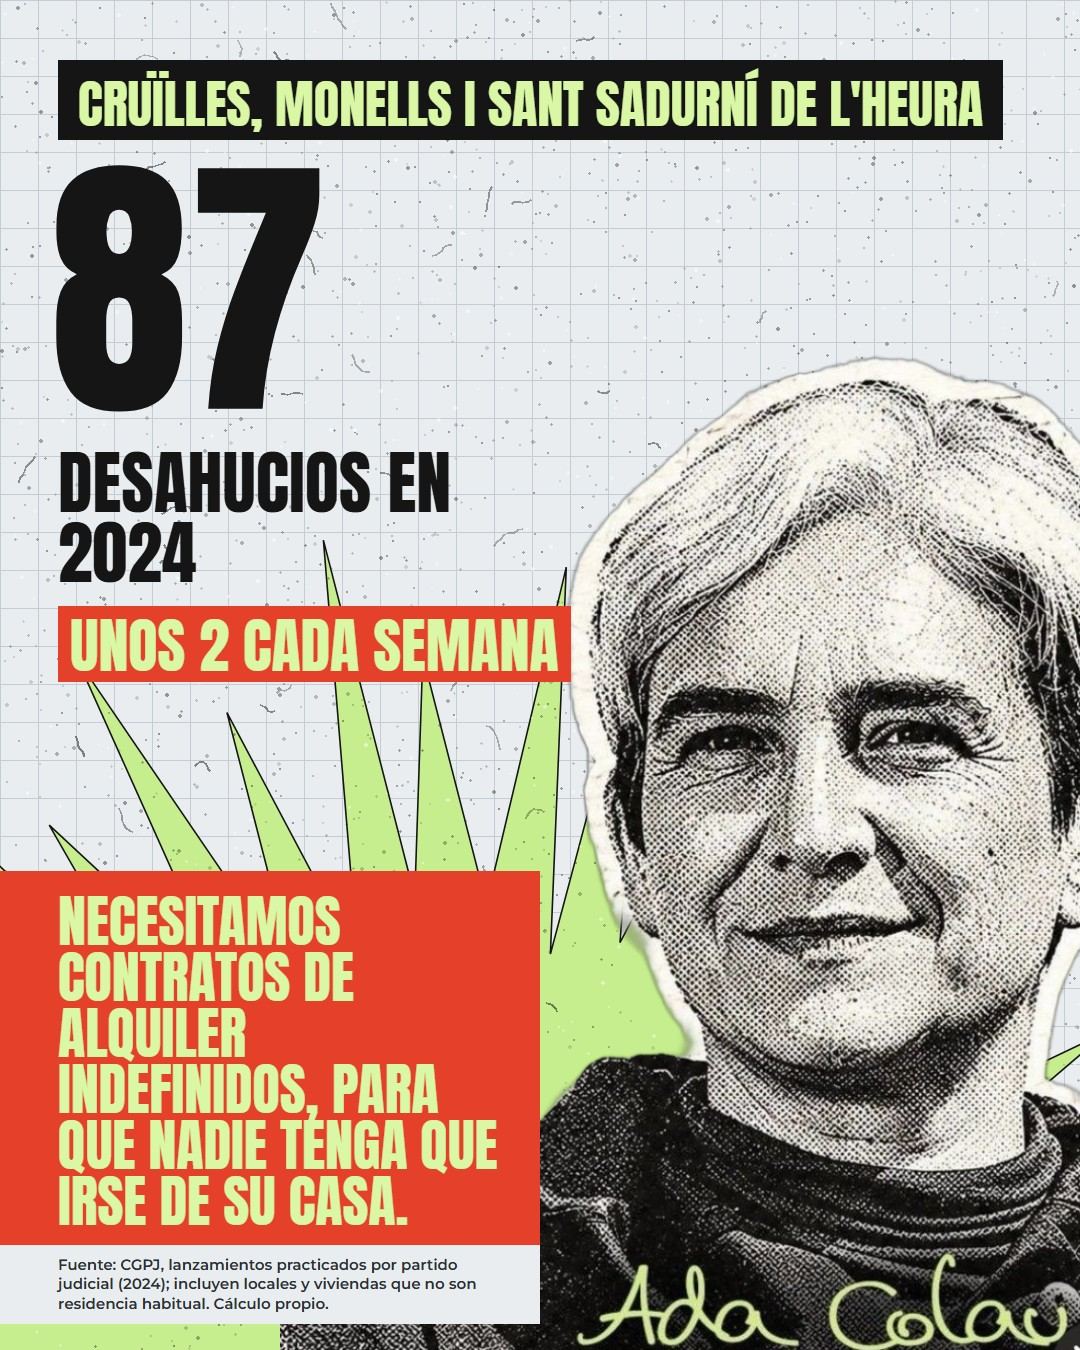 CRUÏLLES, MONELLS I SANT SADURNÍ DE L'HEURA
87
DESAHUCIOS EN
2024
UNOS 2 CADA SEMANA
NECESITAMOS
CONTRATOS DE
ALQUILER
INDEFINIDOS, PARA
QUE NADIE TENGA QUE
IRSE DE SU CASA.
Fuente: CGPJ, lanzamientos practicados por partido
judicial (2024); incluyen locales y viviendas que no son
residencia habitual. Cálculo propio.
Ada Colau